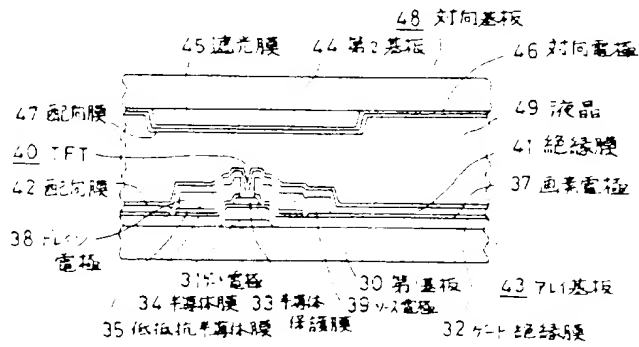 48 対向基板
45 遮光膜
44 第2基板
46 対向電極
47 配向膜
49 液晶
40 TFT
41 絶縁膜
42 配向膜
37 画素電極
38 ドレイン電極
31 ゲート電極
30 第1基板
43 アレイ基板
34 半導体膜
33 半導体保護膜
39 ソース電極
35 低抵抗半導体膜
32 ゲート絶縁膜